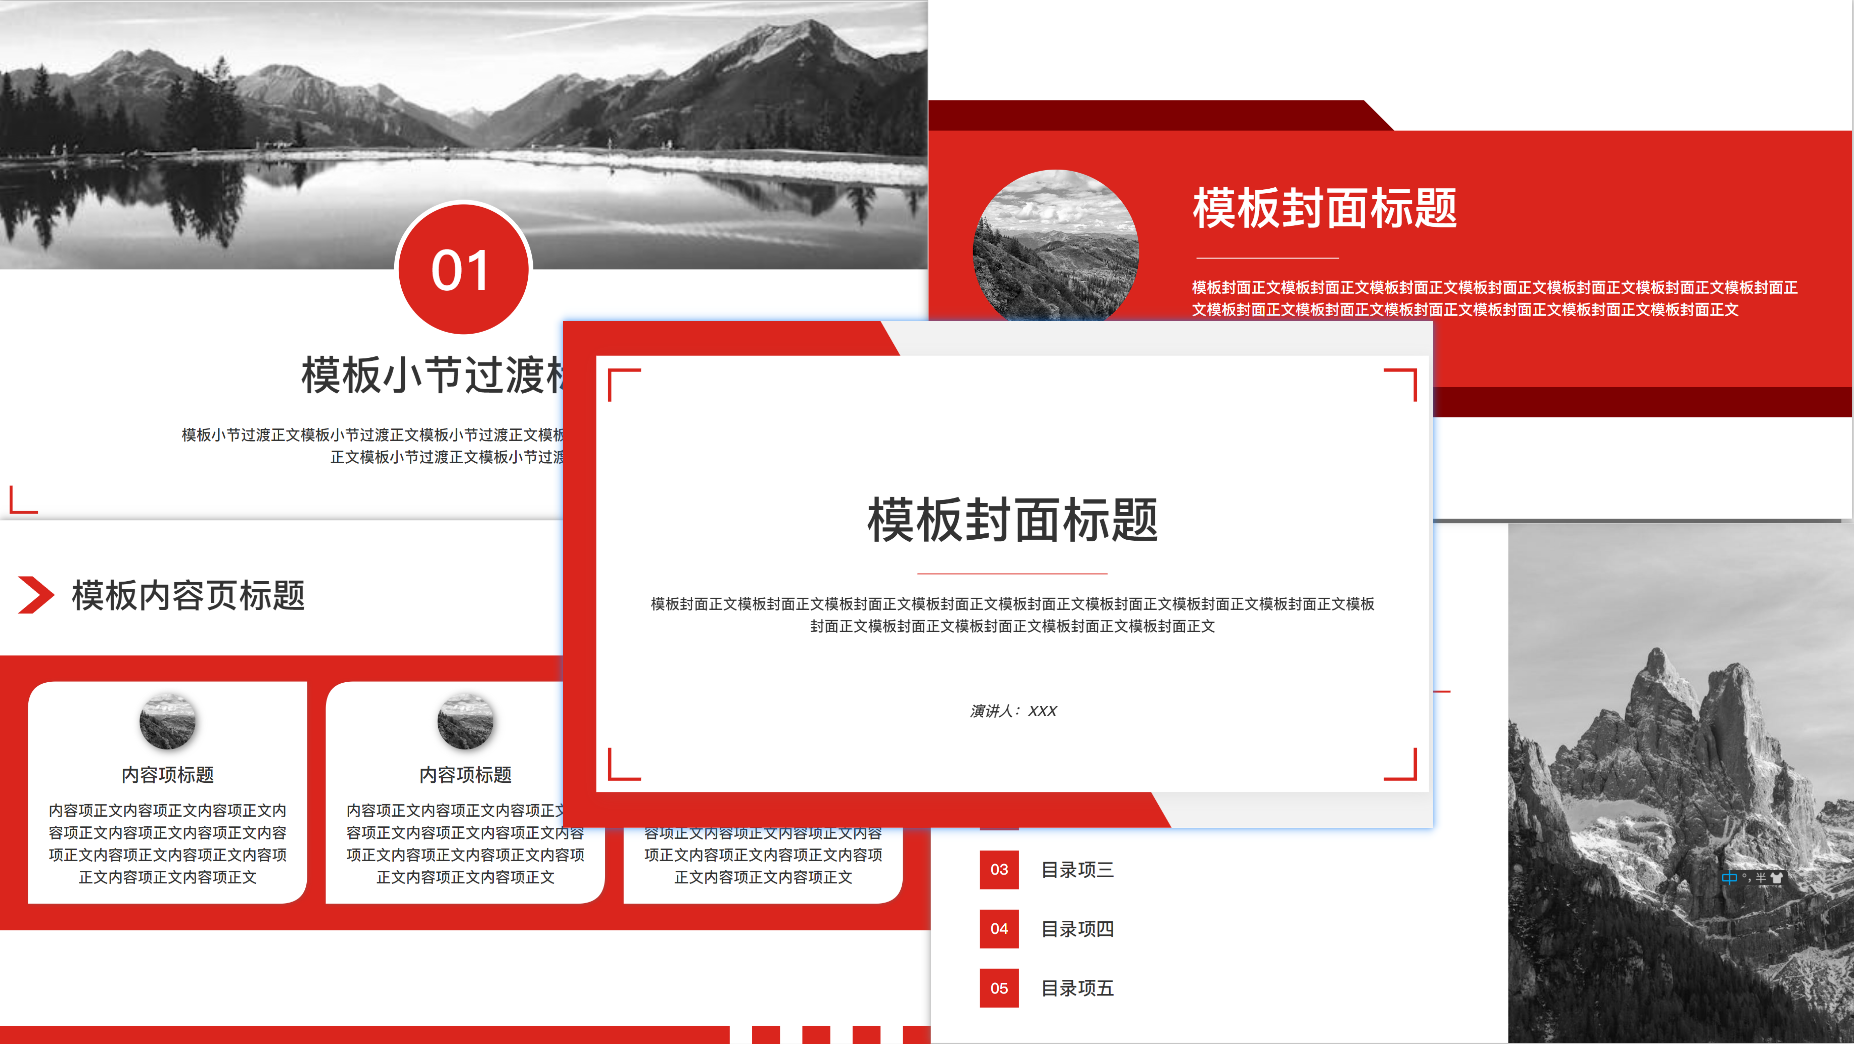 01
模板小节过渡
模板小节过渡正文模板小节过渡正文模板小节过渡正文模板
正文模板小节过渡正文模板小节过渡
模板封面标题
模板封面正文模板封面正文模板封面正文模板封面正文模板封面正文模板封面正文模板封面正
文模板封面正文模板封面正文模板封面正文模板封面正文模板封面正文模板封面正文
模板封面标题
模板封面正文模板封面正文模板封面正文模板封面正文模板封面正文模板封面正文模板封面正文模板封面正文模板
封面正文模板封面正文模板封面正文模板封面正文模板封面正文
演讲人：XXX
模板内容页标题
内容项标题
内容项正文内容项正文内容项正文内
容项正文内容项正文内容项正文内容
项正文内容项正文内容项正文内容项
正文内容项正文内容项正文
内容项标题
内容项正文内容项正文内容项正文
容项正文内容项正文内容项正文内容
项正文内容项正文内容项正文内容项
正文内容项正文内容项正文
容项正文内容项正文内容项正文内容
项正文内容项正文内容项正文内容项
正文内容项正文内容项正文
03 目录项三
04 目录项四
05 目录项五
中 °, 半